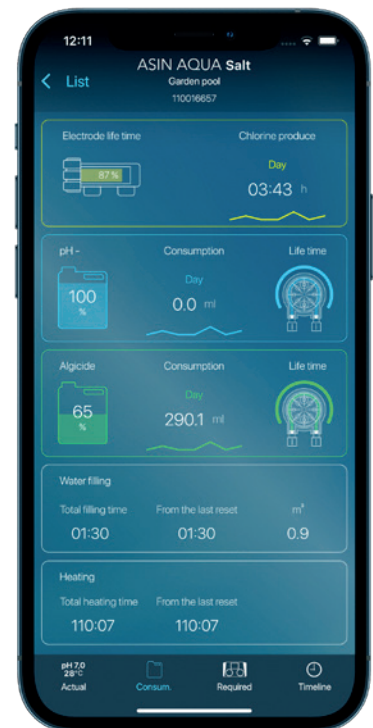 12:11
ASIN AQUA Salt
List
Garden pool
110016657
Electrode life time
Chlorine produce
87 %
Day
03:43 h
pH -
Consumption
Life time
100
%
Day
0.0 ml
Algicide
Consumption
Life time
65
%
Day
290.1 ml
Water filling
Total filling time
From the last reset
m³
01:30
01:30
0.9
Heating
Total heating time
From the last reset
110:07
110:07
pH 7,0
28°C
Actual
Consum.
Required
Timeline